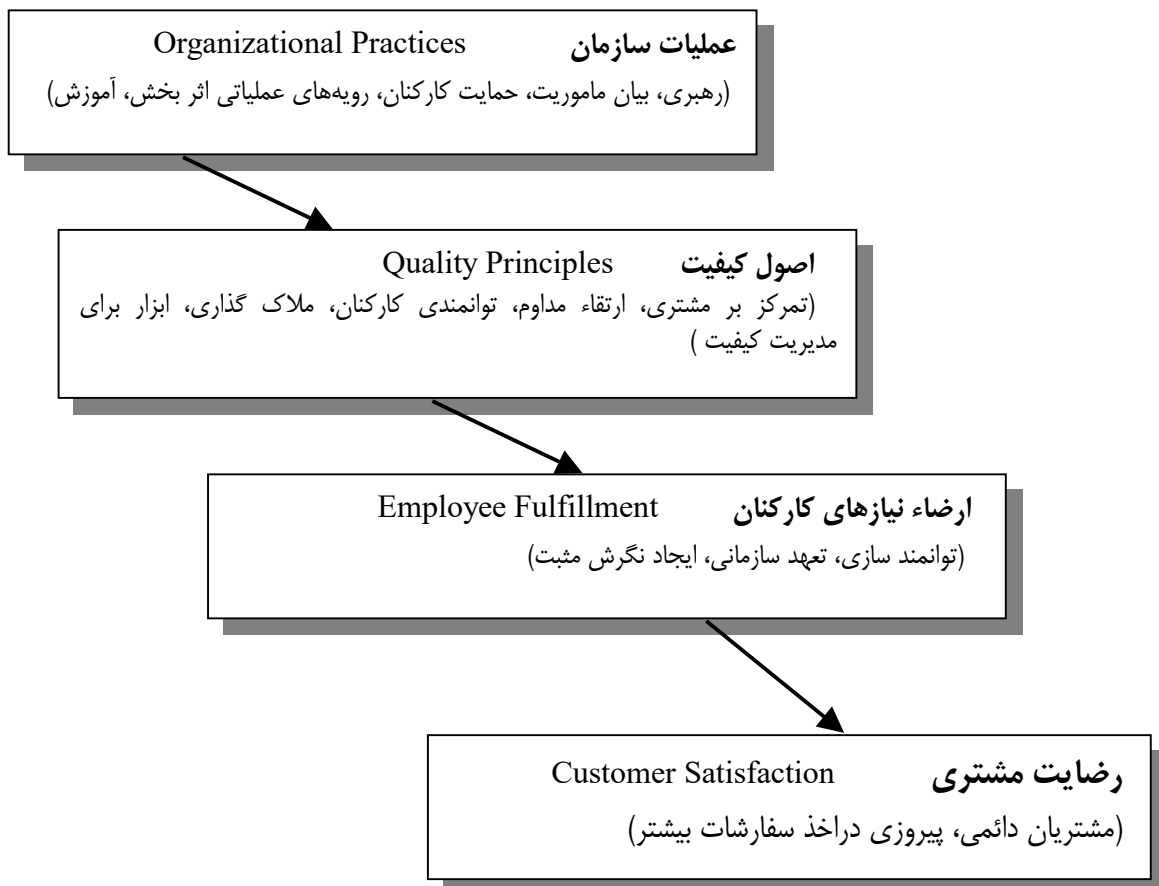 عملیات سازمان Organizational Practices
(رهبری، بیان ماموریت، حمایت کارکنان، رویه‌های عملیاتی اثر بخش، آموزش)
اصول کیفیت Quality Principles
(تمرکز بر مشتری، ارتقاء مداوم، توانمندی کارکنان، ملاک گذاری، ابزار برای
مدیریت کیفیت )
ارضاء نیازهای کارکنان Employee Fulfillment
(توانمند سازی، تعهد سازمانی، ایجاد نگرش مثبت)
رضایت مشتری Customer Satisfaction
(مشتریان دائمی، پیروزی دراخذ سفارشات بیشتر)